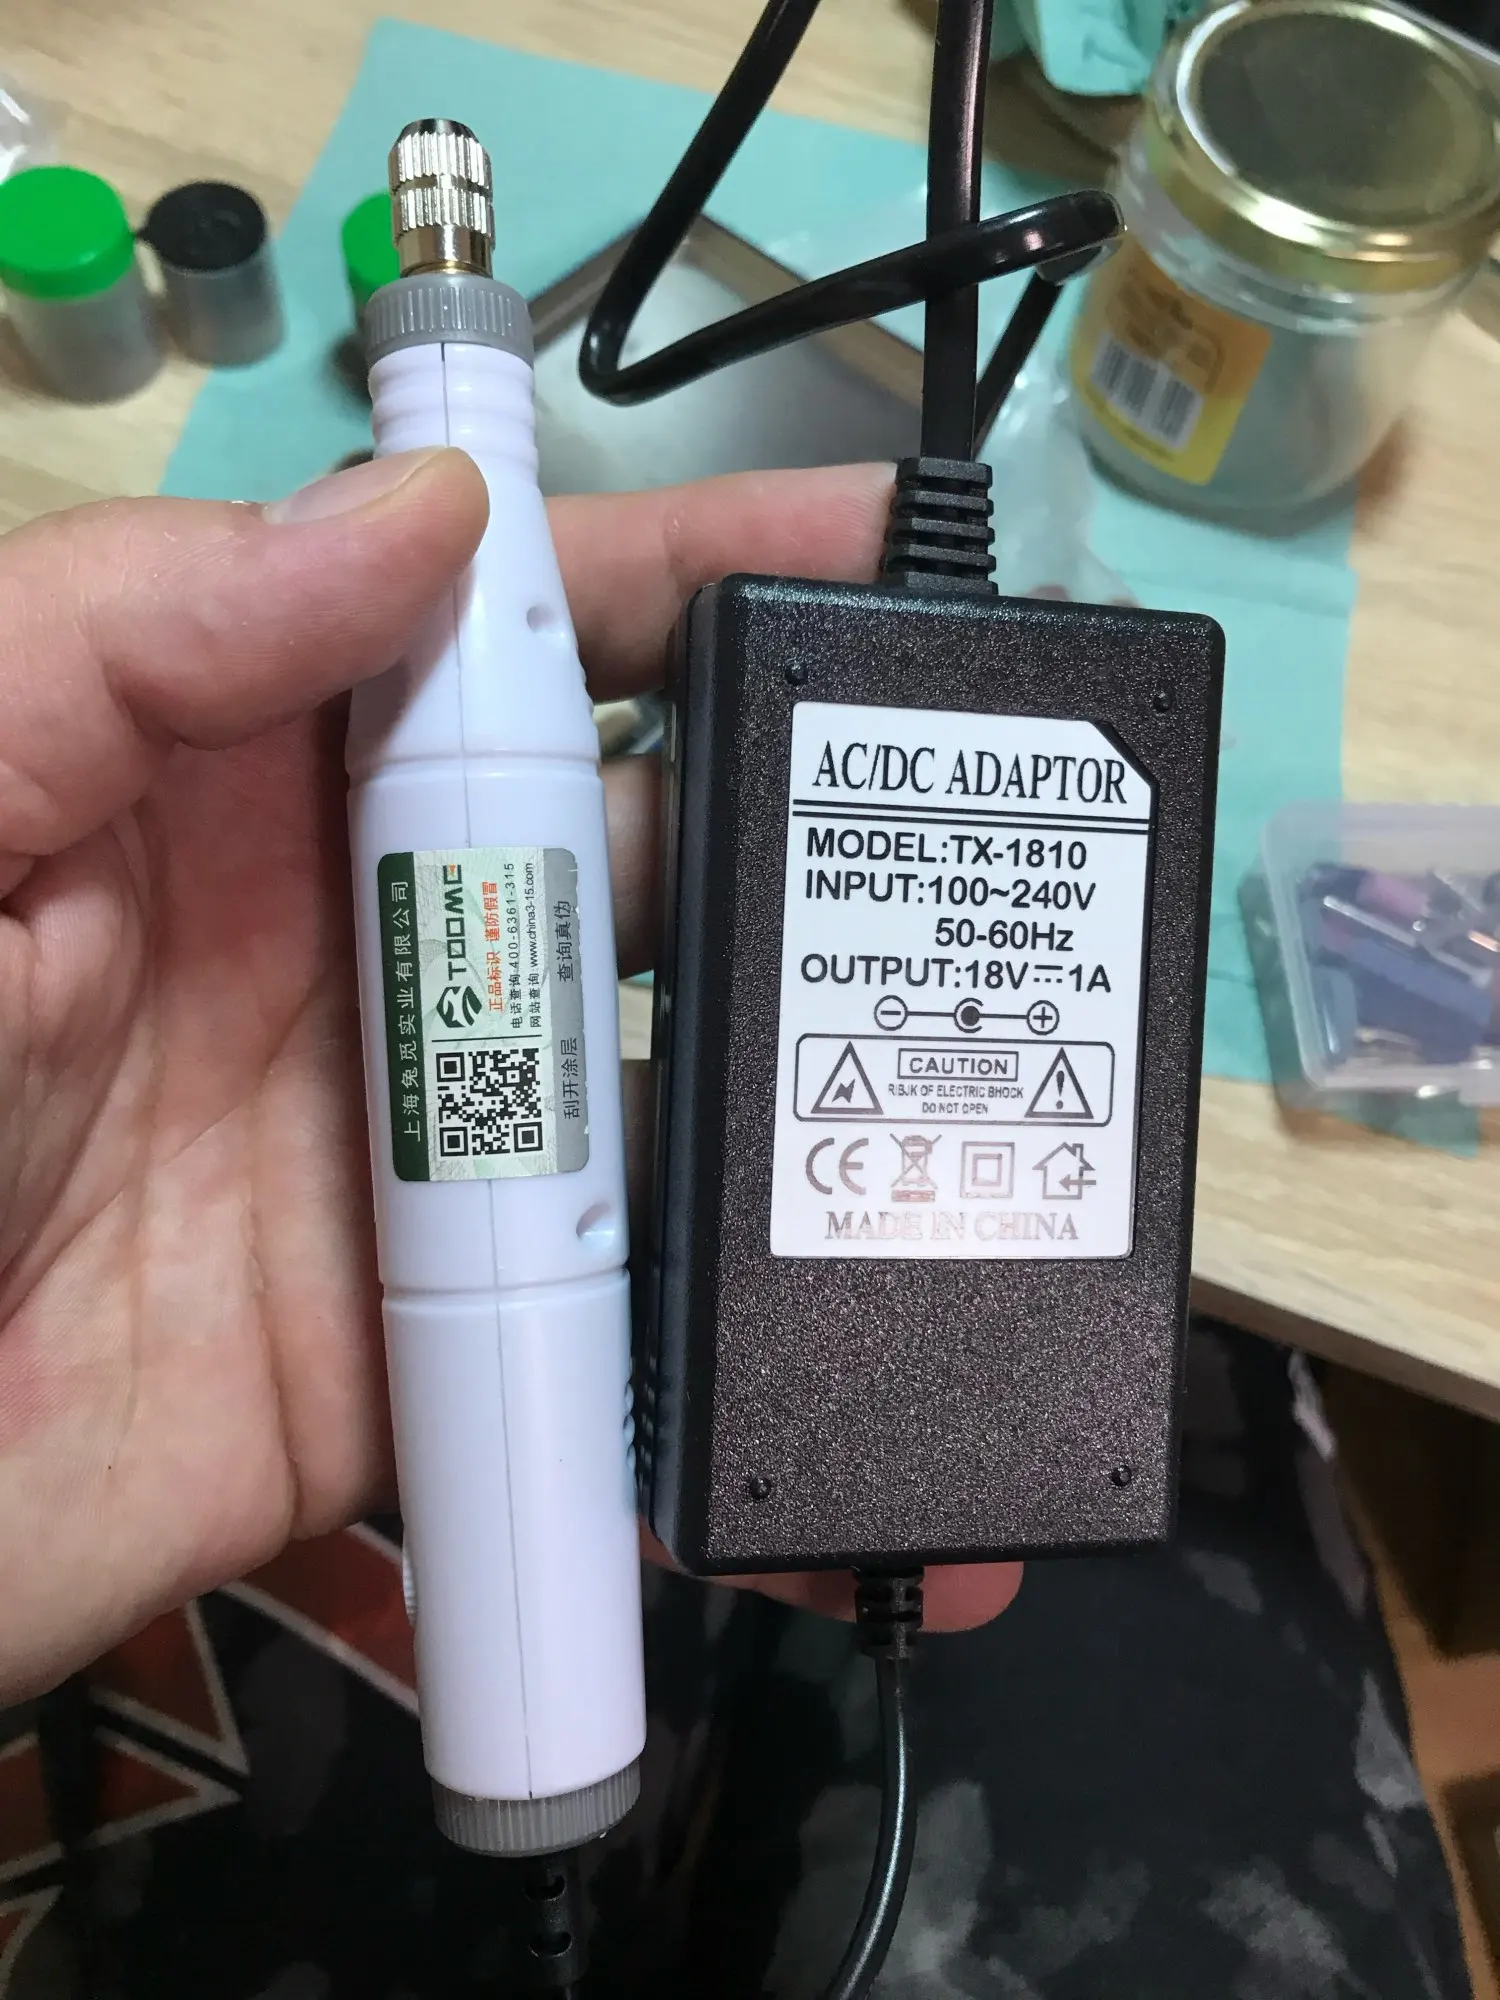 上海兔觅实业有限公司
TOOMO
正品标识 谨防假冒
电话查询:400-6361-315
网站查询:www.china3-15.com
刮开涂层 查询真伪
AC/DC ADAPTOR
MODEL:TX-1810
INPUT:100~240V
50-60Hz
OUTPUT:18V⎓1A
CAUTION
RIBJK OF ELECTRIC BHOCK
DO NOT OPEN
CE
MADE IN CHINA